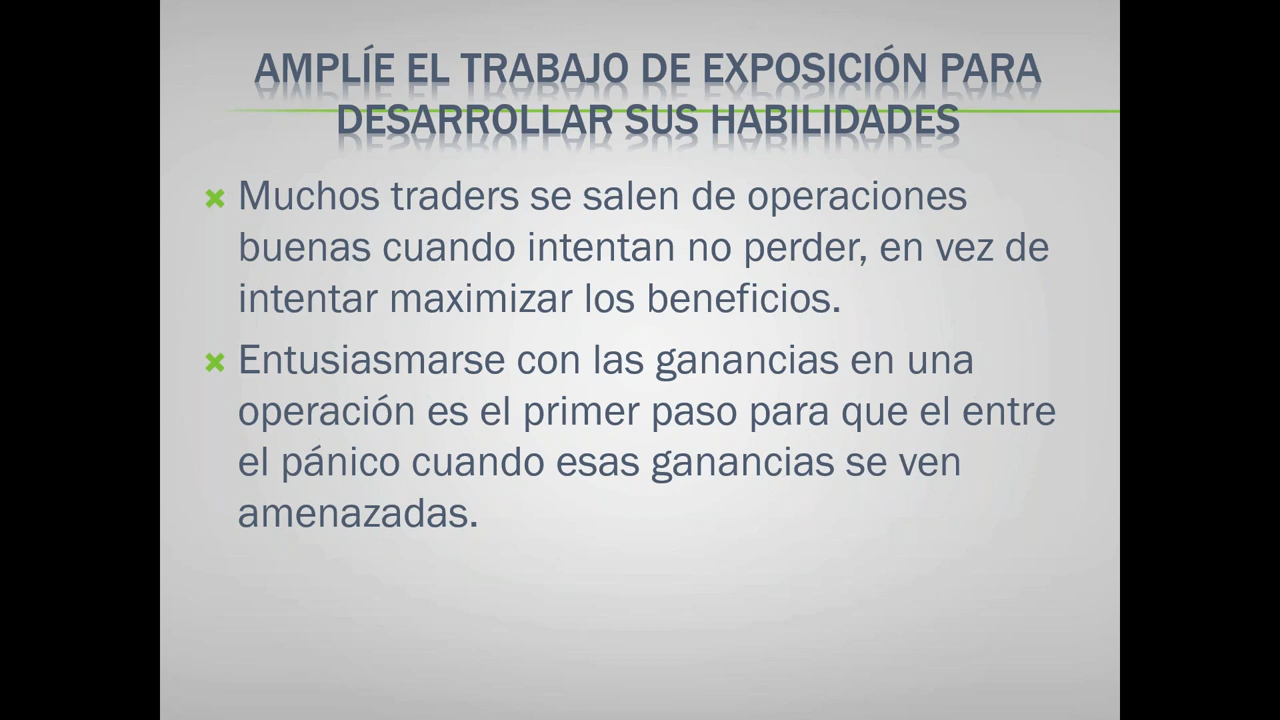 AMPLÍE EL TRABAJO DE EXPOSICIÓN PARA
DESARROLLAR SUS HABILIDADES
Muchos traders se salen de operaciones
buenas cuando intentan no perder, en vez de
intentar maximizar los beneficios.
Entusiasmarse con las ganancias en una
operación es el primer paso para que el entre
el pánico cuando esas ganancias se ven
amenazadas.